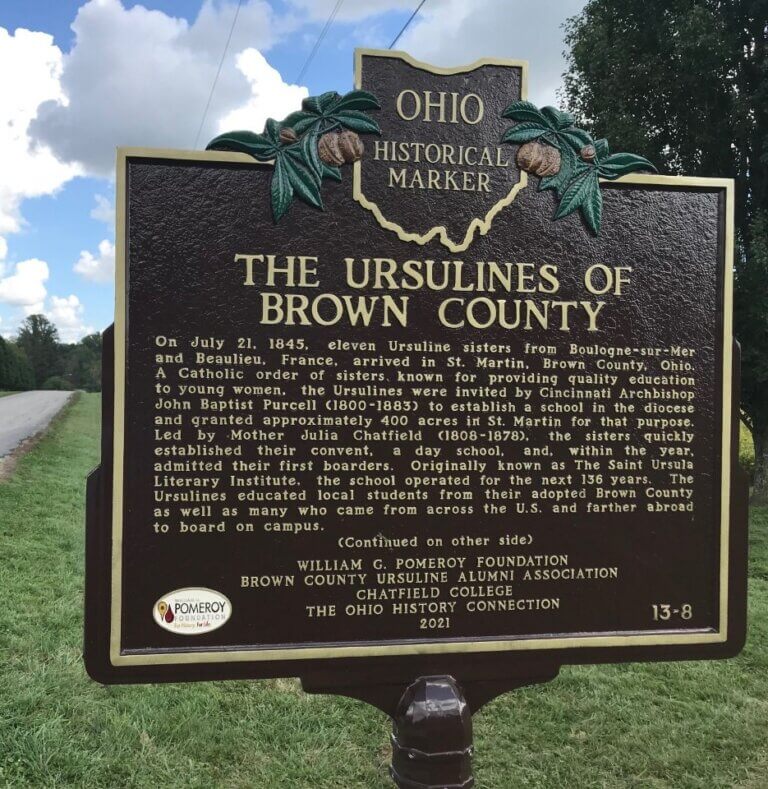 OHIO
HISTORICAL
MARKER
THE URSULINES OF
BROWN COUNTY
On July 21, 1845, eleven Ursuline sisters from Boulogne-sur-Mer
and Beaulieu, France, arrived in St. Martin, Brown County, Ohio.
A Catholic order of sisters known for providing quality education
to young women, the Ursulines were invited by Cincinnati Archbishop
John Baptist Purcell (1800-1883) to establish a school in the diocese
and granted approximately 400 acres in St. Martin for that purpose.
Led by Mother Julia Chatfield (1808-1878), the sisters quickly
established their convent, a day school, and, within the year,
admitted their first boarders. Originally known as The Saint Ursula
Literary Institute, the school operated for the next 136 years. The
Ursulines educated local students from their adopted Brown County
as well as many who came from across the U.S. and farther abroad
to board on campus.
(Continued on other side)
WILLIAM G. POMEROY FOUNDATION
BROWN COUNTY URSULINE ALUMNI ASSOCIATION
CHATFIELD COLLEGE
THE OHIO HISTORY CONNECTION
2021
13-8
POMEROY
FOUNDATION